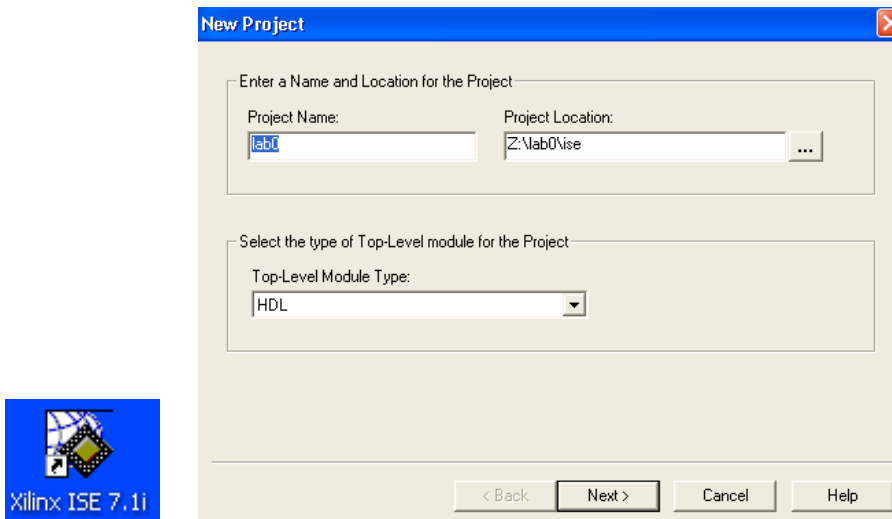 New Project
Enter a Name and Location for the Project
Project Name: Project Location:
lab0 Z:\lab0\ise ...
Select the type of Top-Level module for the Project
Top-Level Module Type:
HDL
< Back Next > Cancel Help
Xilinx ISE 7.1i